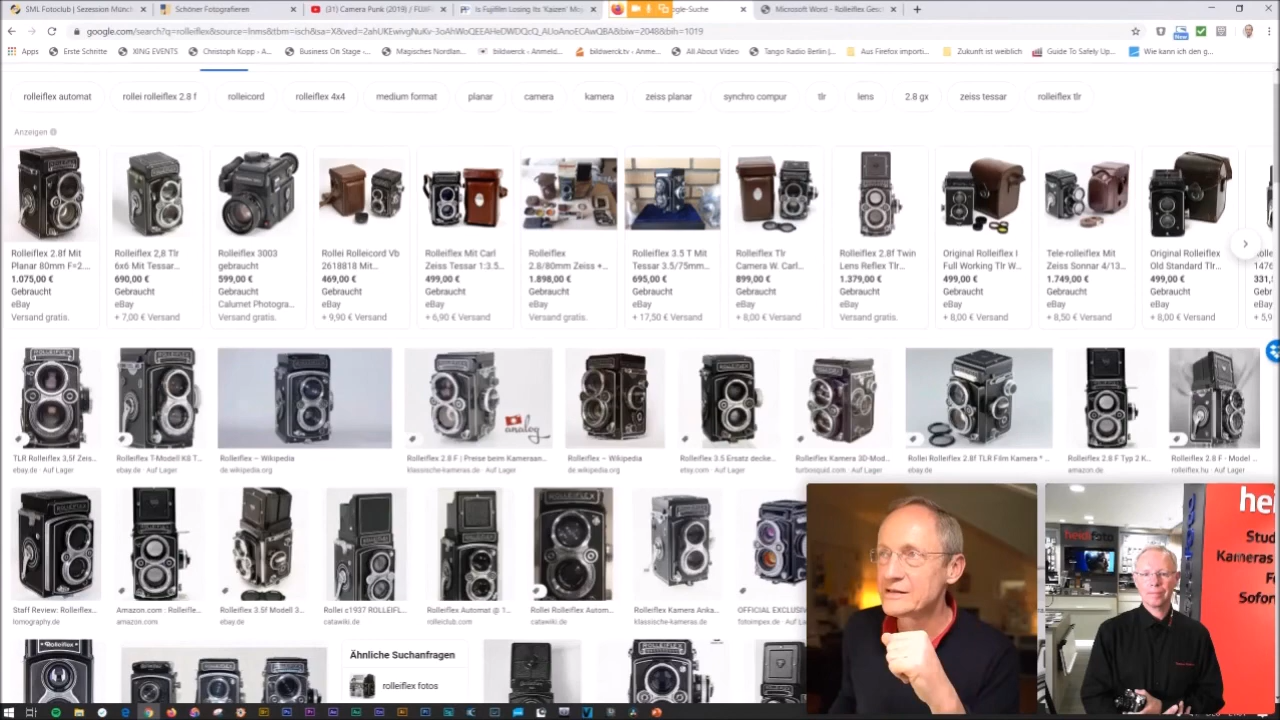 SML Fotoclub | Sezession Münch
Schöner Fotografieren
(31) Camera Punk (2019) / FUJIF
Is Fujifilm Losing Its 'Kaizen' Moj
ogle-Suche
Microsoft Word - Rolleiflex Gesc
Apps
Erste Schritte
XING EVENTS
Christoph Kopp - A...
Business On Stage -...
Magisches Nordlan...
bildwerck - Anmeld...
bildwerck.tv - Anme...
All About Video
Tango Radio Berlin |...
Aus Firefox importi...
Zukunft ist weiblich
Guide To Safely Up...
Wie kann ich den g...
rolleiflex automat
rollei rolleiflex 2.8 f
rolleicord
rolleiflex 4x4
medium format
planar
camera
kamera
zeiss planar
synchro compur
tlr
lens
2.8 gx
zeiss tessar
rolleiflex tlr
Anzeigen
Rolleiflex 2.8f Mit
Planar 80mm F=2....
1.075,00 €
Gebraucht
eBay
Versand gratis.
Rolleiflex 2,8 Tlr
6x6 Mit Tessar...
690,00 €
Gebraucht
eBay
+ 7,00 € Versand
Rolleiflex 3003
gebraucht
599,00 €
Gebraucht
Calumet Photogra...
Versand gratis.
Rollei Rolleicord Vb
2618818 Mit...
469,00 €
Gebraucht
eBay
+ 9,90 € Versand
Rolleiflex Mit Carl
Zeiss Tessar 1:3.5...
499,00 €
Gebraucht
eBay
+ 6,90 € Versand
Rolleiflex
2.8/80mm Zeiss +...
1.898,00 €
Gebraucht
eBay
Versand gratis.
Rolleiflex 3.5 T Mit
Tessar 3.5/75mm...
695,00 €
Gebraucht
eBay
+ 17,50 € Versand
Rolleiflex Tlr
Camera W. Carl...
899,00 €
Gebraucht
eBay
+ 8,00 € Versand
Rolleiflex 2.8f Twin
Lens Reflex Tlr...
1.379,00 €
Gebraucht
eBay
Versand gratis.
Original Rolleiflex I
Full Working Tlr W...
499,00 €
Gebraucht
eBay
+ 8,00 € Versand
Tele-rolleiflex Mit
Zeiss Sonnar 4/13...
1.749,00 €
Gebraucht
eBay
+ 8,50 € Versand
Original Rolleiflex
Old Standard Tlr...
499,00 €
Gebraucht
eBay
+ 8,00 € Versand
analog
TLR Rolleiflex 3,5f Zeis...
ebay.de · Auf Lager
Rolleiflex T-Modell K8 T...
ebay.de · Auf Lager
Rolleiflex – Wikipedia
de.wikipedia.org
Rolleiflex 2.8 F | Preise beim Kameraan...
klassische-kameras.de · Auf Lager
Rolleiflex – Wikipedia
de.wikipedia.org
Rolleiflex 3.5 Ersatz decke...
etsy.com · Auf Lager
Rolleiflex Kamera 3D-Mod...
turbosquid.com · Auf Lager
Rollei Rolleiflex 2.8f TLR Film Kamera * ...
ebay.de
Rolleiflex 2.8 F Typ 2 K...
amazon.de
Rolleiflex 2.8 F - Model ...
rolleiflex.hu · Auf Lager
Staff Review: Rolleiflex...
lomography.de
Amazon.com : Rolleifle...
amazon.com
Rolleiflex 3.5f Modell 3...
ebay.de
Rollei c1937 ROLLEIFL...
catawiki.de
Rolleiflex Automat @ 1...
rolleiclub.com
Rollei Rolleiflex Autom...
catawiki.de
Rolleiflex Kamera Anka...
klassische-kameras.de
OFFICIAL EXCLUSIV
fotoimpex.de · Auf La
Ähnliche Suchanfragen
rolleiflex fotos
heidifoto
he
Stud
Kameras
F
Sofor